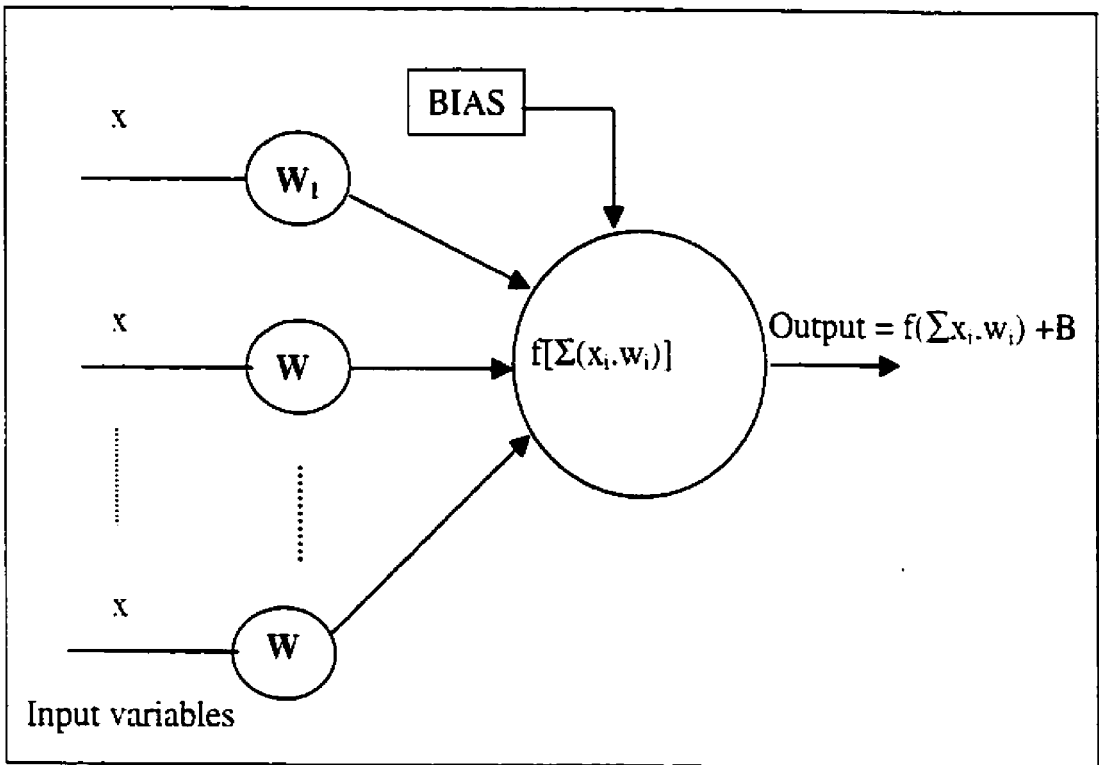 BIAS
x
W₁
x
W
f[Σ(xᵢ.wᵢ)]
Output = f(Σxᵢ.wᵢ) +B
x
W
Input variables